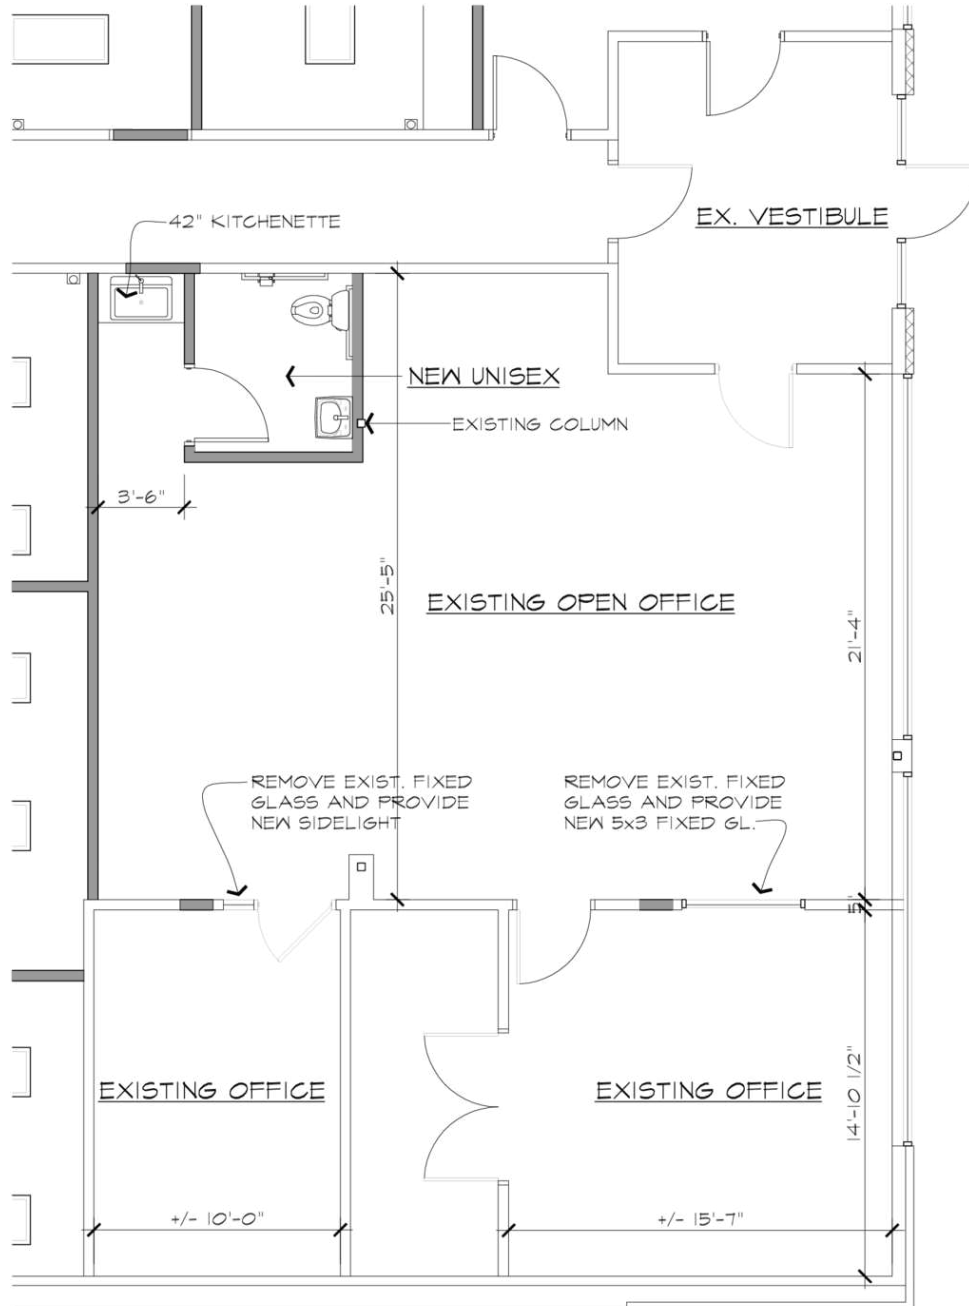 42" KITCHENETTE
EX. VESTIBULE
NEW UNISEX
EXISTING COLUMN
3'-6"
25'-5"
EXISTING OPEN OFFICE
21'-4"
REMOVE EXIST. FIXED
GLASS AND PROVIDE
NEW SIDELIGHT
REMOVE EXIST. FIXED
GLASS AND PROVIDE
NEW 5x3 FIXED GL.
5"
EXISTING OFFICE
EXISTING OFFICE
14'-10 1/2"
+/- 10'-0"
+/- 15'-7"